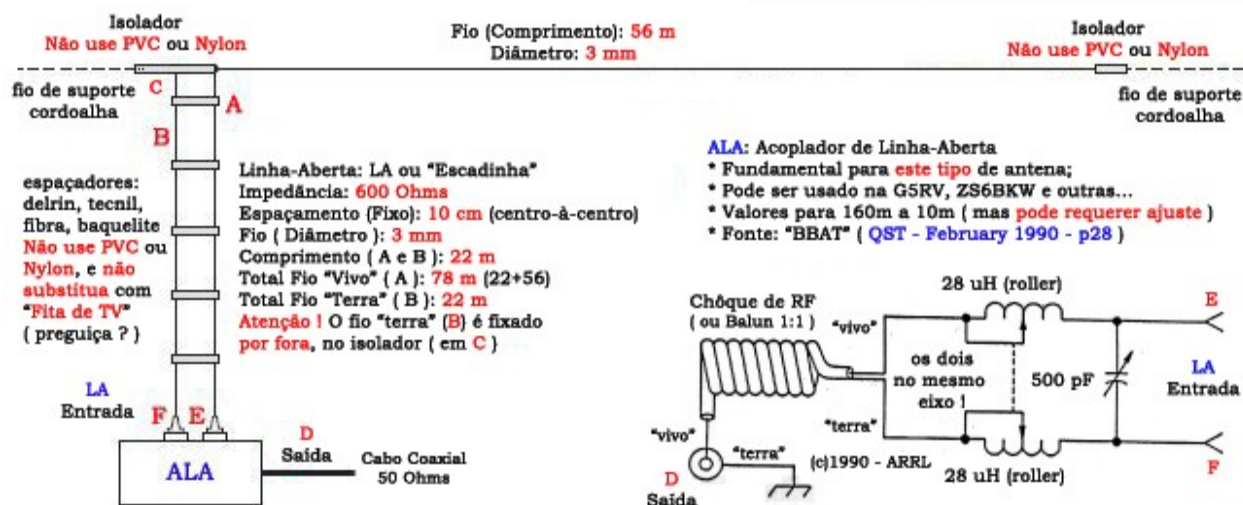 Isolador
Não use PVC ou Nylon
Fio (Comprimento): 56 m
Diâmetro: 3 mm
Isolador
Não use PVC ou Nylon
fio de suporte
cordoalha
C
A
B
fio de suporte
cordoalha
espaçadores:
delrin, tecnil,
fibra, baquelite
Não use PVC ou
Nylon, e não
substitua com
"Fita de TV"
( preguiça ? )
Linha-Aberta: LA ou "Escadinha"
Impedância: 600 Ohms
Espaçamento (Fixo): 10 cm (centro-à-centro)
Fio ( Diâmetro ): 3 mm
Comprimento ( A e B ): 22 m
Total Fio "Vivo" ( A ): 78 m (22+56)
Total Fio "Terra" ( B ): 22 m
Atenção ! O fio "terra" (B) é fixado
por fora, no isolador ( em C )
ALA: Acoplador de Linha-Aberta
* Fundamental para este tipo de antena;
* Pode ser usado na G5RV, ZS6BKW e outras...
* Valores para 160m a 10m ( mas pode requerer ajuste )
* Fonte: "BBAT" ( QST - February 1990 - p28 )
LA
Entrada
F
E
ALA
D
Saída
Cabo Coaxial
50 Ohms
Chôque de RF
( ou Balun 1:1 )
"vivo"
28 uH (roller)
E
os dois
no mesmo
eixo !
500 pF
LA
Entrada
"vivo"
"terra"
"terra"
(c)1990 - ARRL
28 uH (roller)
F
D
Saída